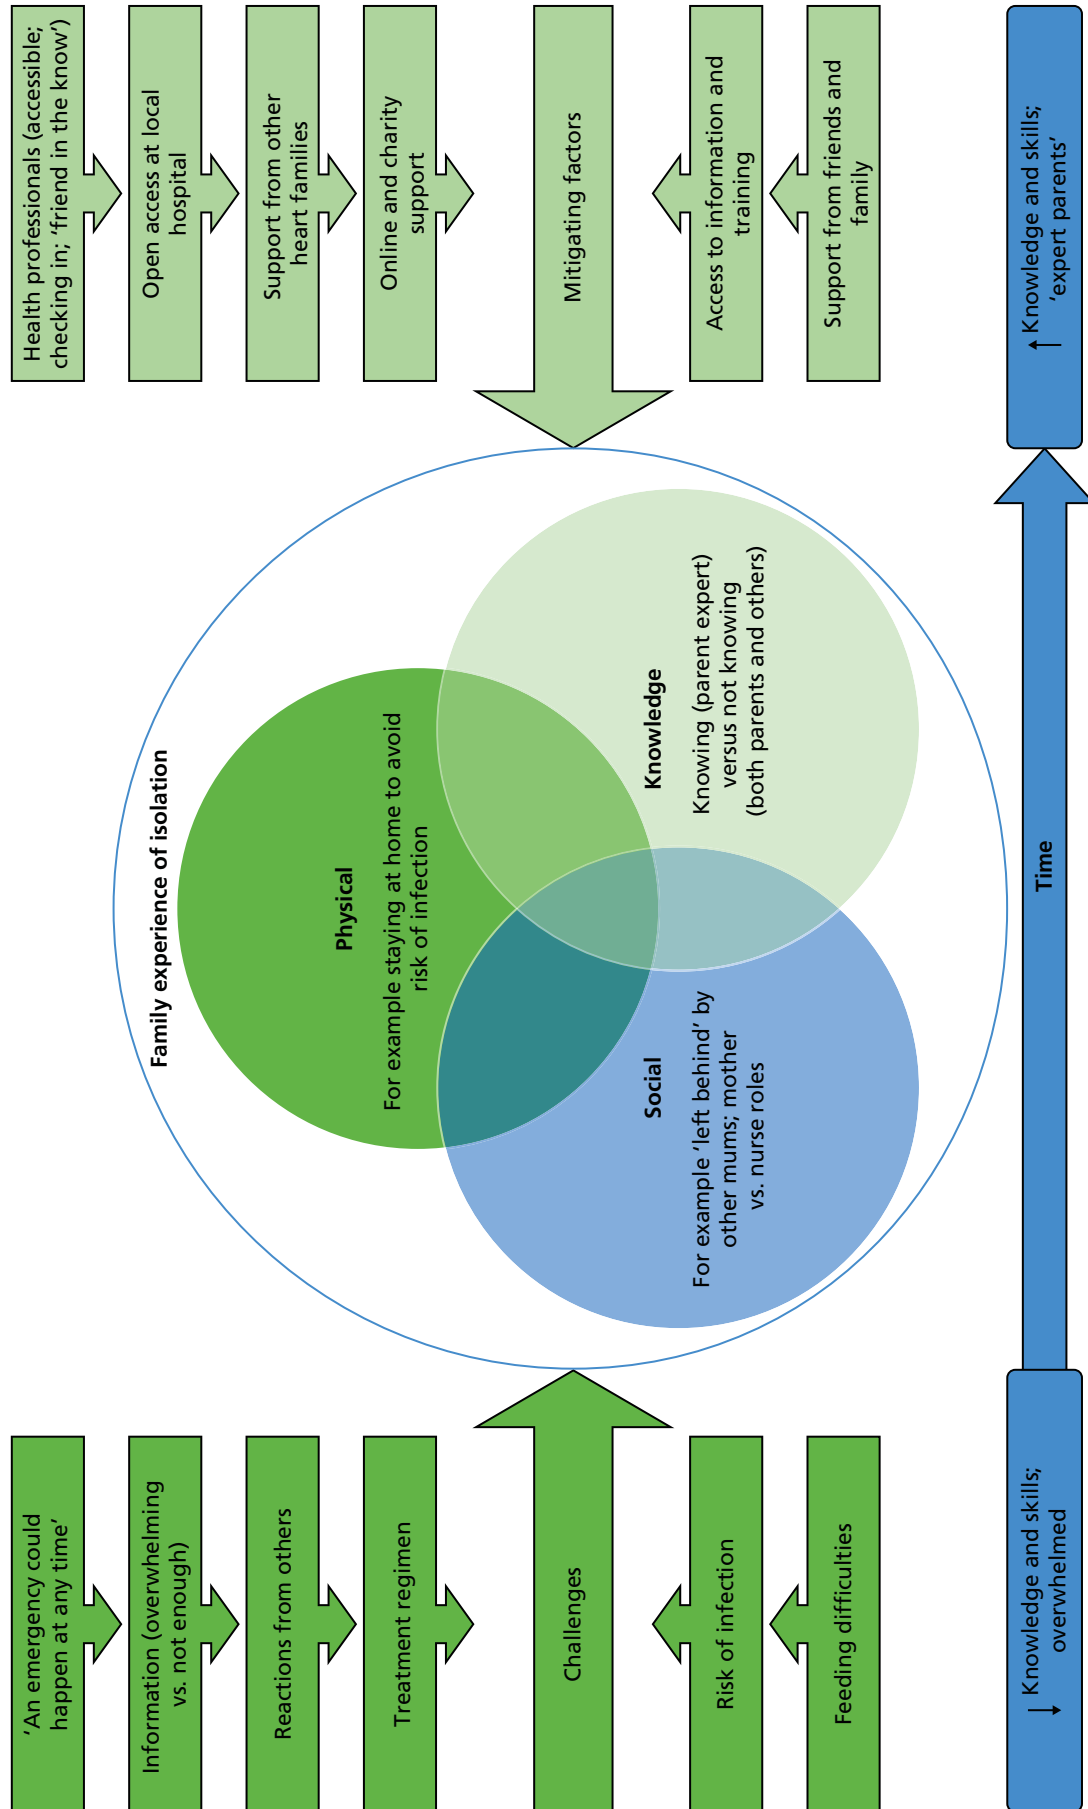 'An emergency could
happen at any time'
Information (overwhelming
vs. not enough)
Reactions from others
Treatment regimen
Challenges
Risk of infection
Feeding difficulties
Family experience of isolation
Physical
For example staying at home to avoid
risk of infection
Social
For example 'left behind' by
other mums; mother
vs. nurse roles
Knowledge
Knowing (parent expert)
versus not knowing
(both parents and others)
Health professionals (accessible;
checking in; 'friend in the know')
Open access at local
hospital
Support from other
heart families
Online and charity
support
Mitigating factors
Access to information and
training
Support from friends and
family
↓ Knowledge and skills;
overwhelmed
Time
↑ Knowledge and skills;
'expert parents'